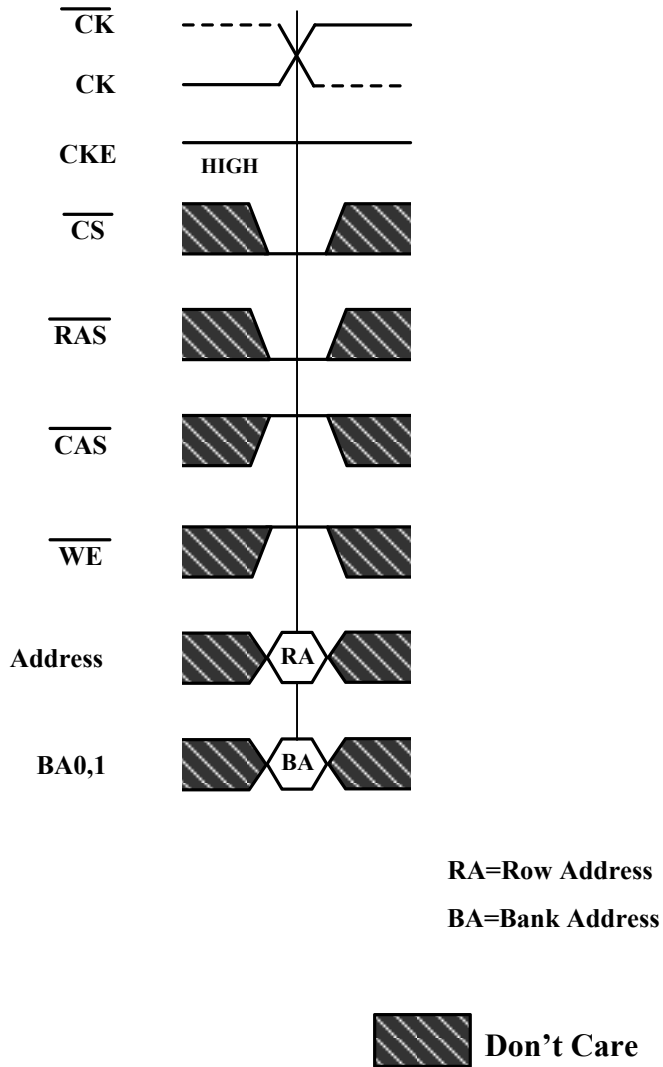 CK
CK
CKE
HIGH
CS
RAS
CAS
WE
Address
RA
BA0,1
BA
RA=Row Address
BA=Bank Address
Don't Care